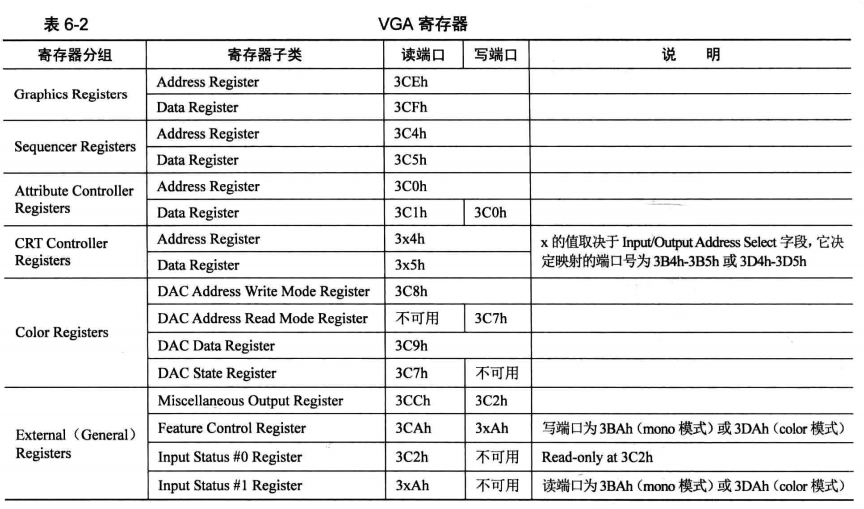 表 6-2 VGA 寄存器
寄存器分组 寄存器子类 读端口 写端口 说 明
Graphics Registers Address Register 3CEh
Data Register 3CFh
Sequencer Registers Address Register 3C4h
Data Register 3C5h
Attribute Controller Registers Address Register 3C0h
Data Register 3C1h 3C0h
CRT Controller Registers Address Register 3x4h x 的值取决于 Input/Output Address Select 字段，它决
Data Register 3x5h 定映射的端口号为 3B4h-3B5h 或 3D4h-3D5h
Color Registers DAC Address Write Mode Register 3C8h
DAC Address Read Mode Register 不可用 3C7h
DAC Data Register 3C9h
DAC State Register 3C7h 不可用
External（General）Registers Miscellaneous Output Register 3CCh 3C2h
Feature Control Register 3CAh 3xAh 写端口为 3BAh（mono 模式）或 3DAh（color 模式）
Input Status #0 Register 3C2h 不可用 Read-only at 3C2h
Input Status #1 Register 3xAh 不可用 读端口为 3BAh（mono 模式）或 3DAh（color 模式）